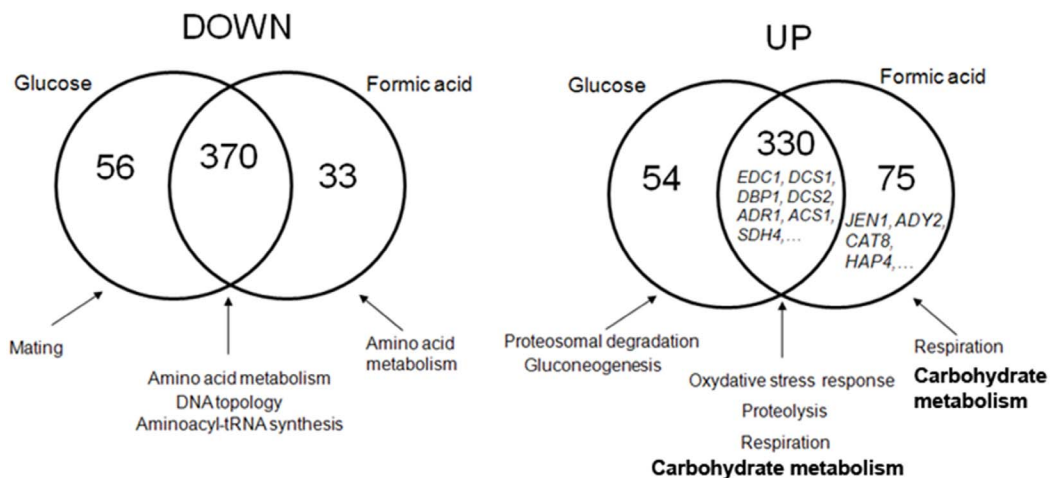 DOWN
Glucose
Formic acid
56
370
33
Mating
Amino acid metabolism
DNA topology
Aminoacyl-tRNA synthesis
Amino acid
metabolism
UP
Glucose
Formic acid
54
330
EDC1, DCS1,
DBP1, DCS2,
ADR1, ACS1,
SDH4,...
75
JEN1, ADY2,
CAT8,
HAP4,...
Proteosomal degradation
Gluconeogenesis
Oxydative stress response
Proteolysis
Respiration
Carbohydrate metabolism
Respiration
Carbohydrate
metabolism